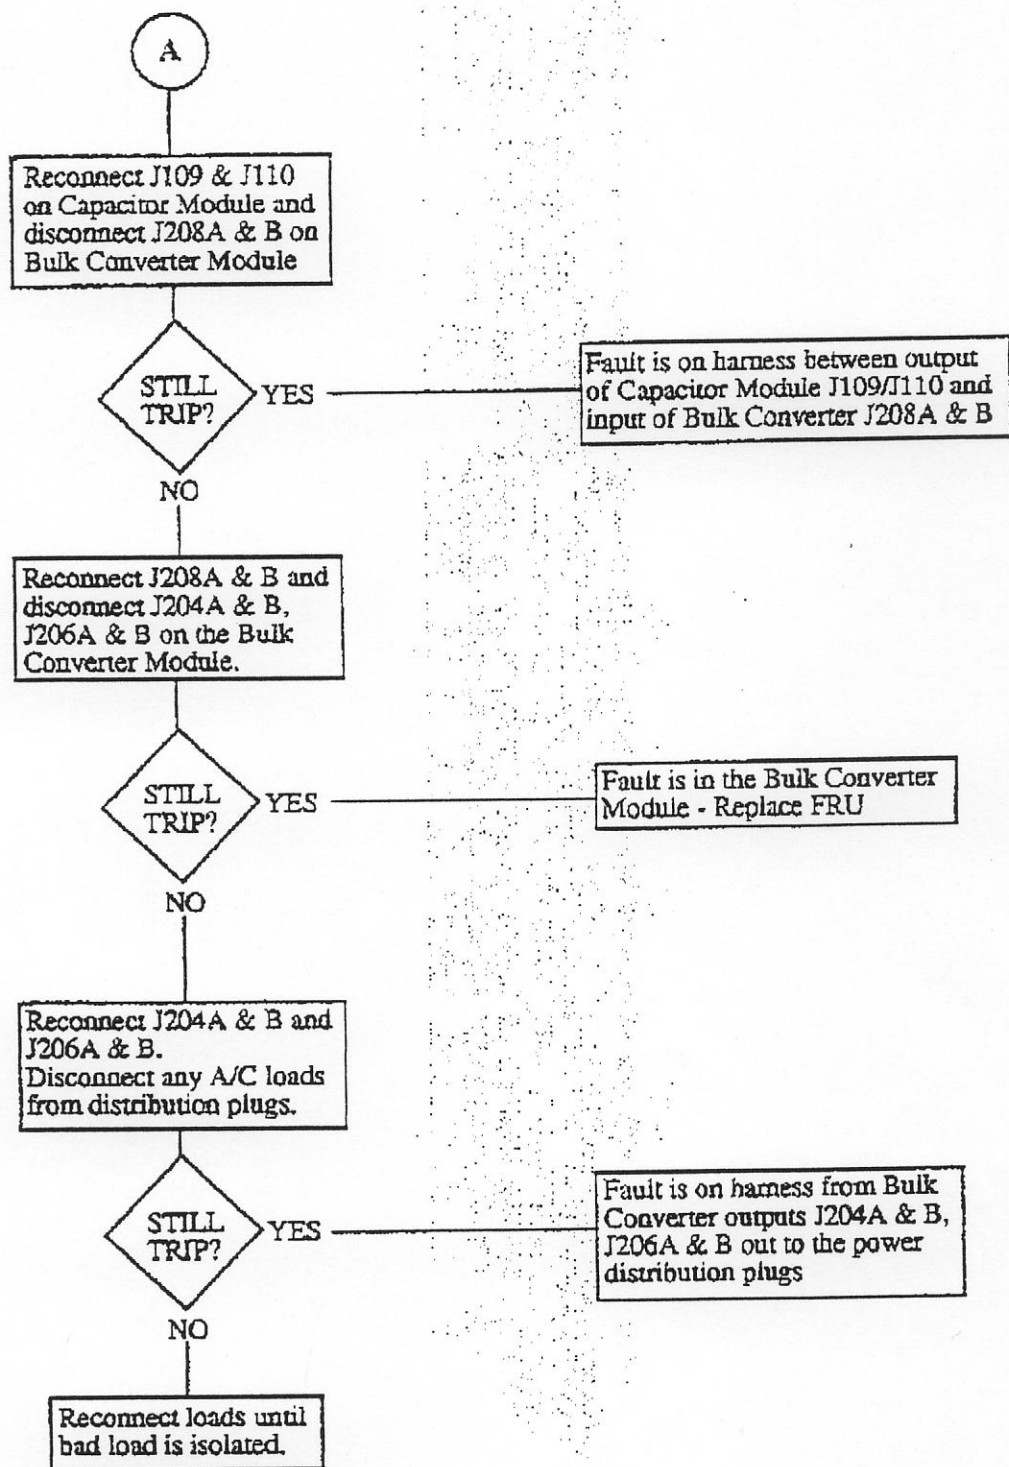 A
Reconnect J109 & J110
on Capacitor Module and
disconnect J208A & B on
Bulk Converter Module
STILL
TRIP?
YES
Fault is on harness between output
of Capacitor Module J109/J110 and
input of Bulk Converter J208A & B
NO
Reconnect J208A & B and
disconnect J204A & B,
J206A & B on the Bulk
Converter Module.
STILL
TRIP?
YES
Fault is in the Bulk Converter
Module - Replace FRU
NO
Reconnect J204A & B and
J206A & B.
Disconnect any A/C loads
from distribution plugs.
STILL
TRIP?
YES
Fault is on harness from Bulk
Converter outputs J204A & B,
J206A & B out to the power
distribution plugs
NO
Reconnect loads until
bad load is isolated.